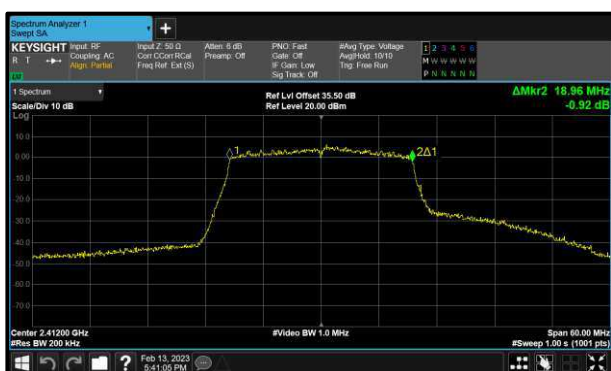 Spectrum Analyzer 1
Swept SA
+
KEYSIGHT
R T
LXI
Input: RF
Coupling: AC
Align: Partial
Input Z: 50 Ω
Corr CCorr RCal
Freq Ref: Ext (S)
Atten: 6 dB
Preamp: Off
PNO: Fast
Gate: Off
IF Gain: Low
Sig Track: Off
#Avg Type: Voltage
Avg|Hold: 10/10
Trig: Free Run
1 2 3 4 5 6
M W W W W W
P N N N N N
1 Spectrum
Scale/Div 10 dB
Log
Ref Lvl Offset 35.50 dB
Ref Level 20.00 dBm
ΔMkr2 18.96 MHz
-0.92 dB
10.0
0.00
1
2Δ1
-10.0
-20.0
-30.0
-40.0
-50.0
-60.0
-70.0
Center 2.41200 GHz
#Res BW 200 kHz
#Video BW 1.0 MHz
Span 60.00 MHz
#Sweep 1.00 s (1001 pts)
?
Feb 13, 2023
5:41:05 PM